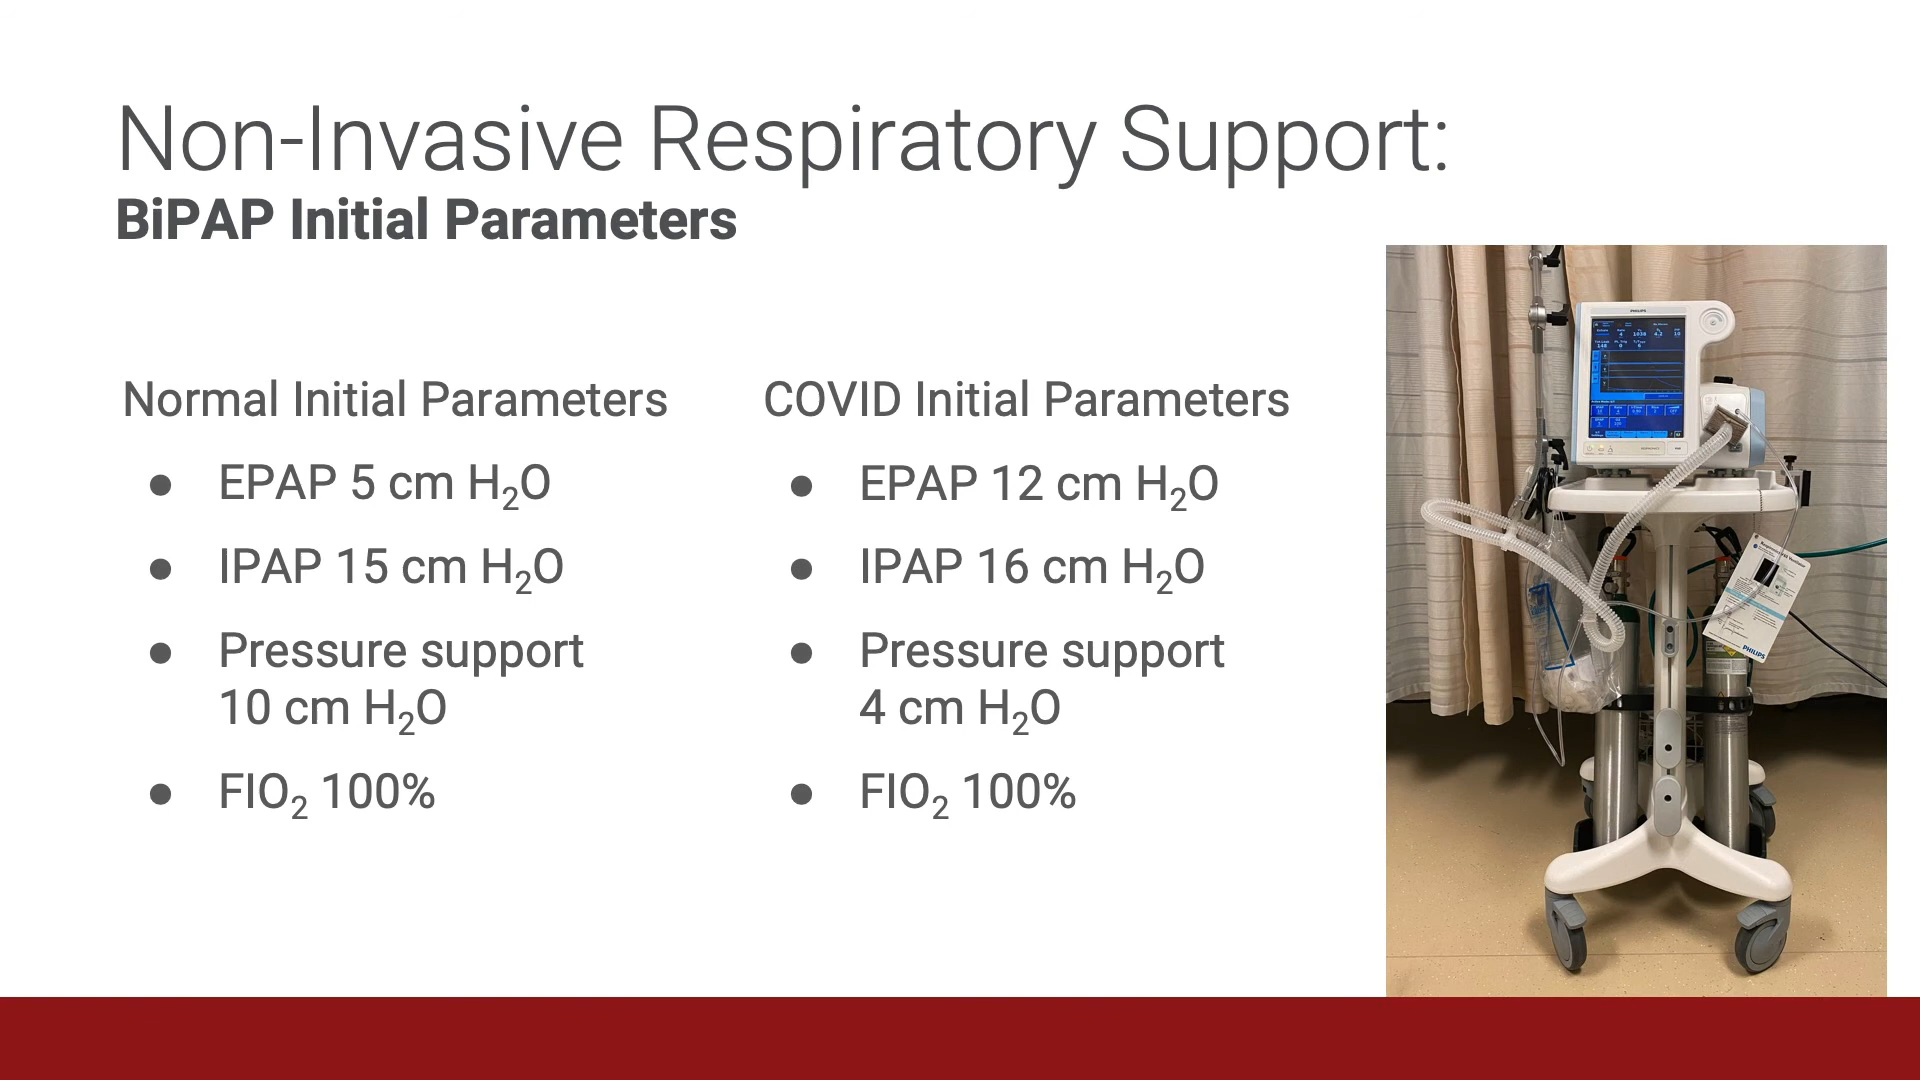 Non-Invasive Respiratory Support:
BiPAP Initial Parameters
Normal Initial Parameters
● EPAP 5 cm H₂O
● IPAP 15 cm H₂O
● Pressure support
10 cm H₂O
● FIO₂ 100%
COVID Initial Parameters
● EPAP 12 cm H₂O
● IPAP 16 cm H₂O
● Pressure support
4 cm H₂O
● FIO₂ 100%
PHILIPS
PHILIPS